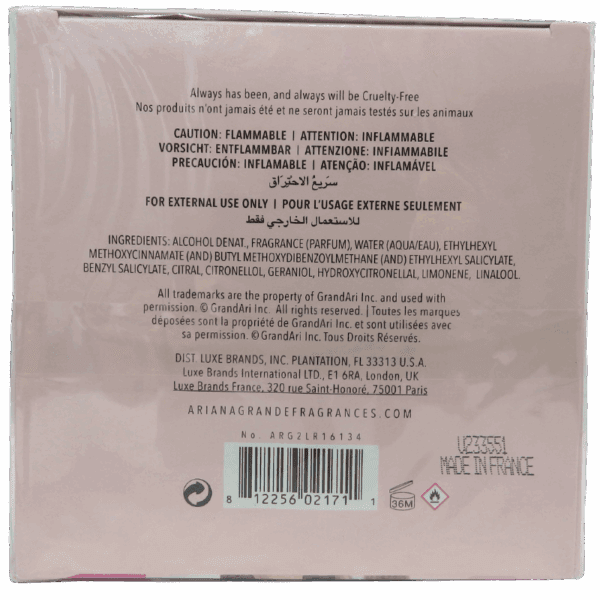 Always has been, and always will be Cruelty-Free
Nos produits n'ont jamais été et ne seront jamais testés sur les animaux
CAUTION: FLAMMABLE | ATTENTION: INFLAMMABLE
VORSICHT: ENTFLAMMBAR | ATTENZIONE: INFIAMMABILE
PRECAUCIÓN: INFLAMABLE | ATENÇÃO: INFLAMÁVEL
سَريعُ الاحْتِرَاق
FOR EXTERNAL USE ONLY | POUR L'USAGE EXTERNE SEULEMENT
للاستعمال الخارجي فقط
INGREDIENTS: ALCOHOL DENAT., FRAGRANCE (PARFUM), WATER (AQUA/EAU), ETHYLHEXYL
METHOXYCINNAMATE (AND) BUTYL METHOXYDIBENZOYLMETHANE (AND) ETHYLHEXYL SALICYLATE,
BENZYL SALICYLATE, CITRAL, CITRONELLOL, GERANIOL, HYDROXYCITRONELLAL, LIMONENE, LINALOOL.
All trademarks are the property of GrandAri Inc. and used with
permission. © GrandAri Inc. All rights reserved. | Toutes les marques
déposées sont la propriété de GrandAri Inc. et sont utilisées avec
sa permission. ©GrandAri Inc. Tous Droits Réservés.
DIST. LUXE BRANDS, INC. PLANTATION, FL 33313 U.S.A.
Luxe Brands International LTD., E1 6RA, London, UK
Luxe Brands France, 320 rue Saint-Honoré, 75001 Paris
ARIANAGRANDEFRAGRANCES.COM
No. ARG2LR16134
8 12256 02171 1
36M
U233551
MADE IN FRANCE